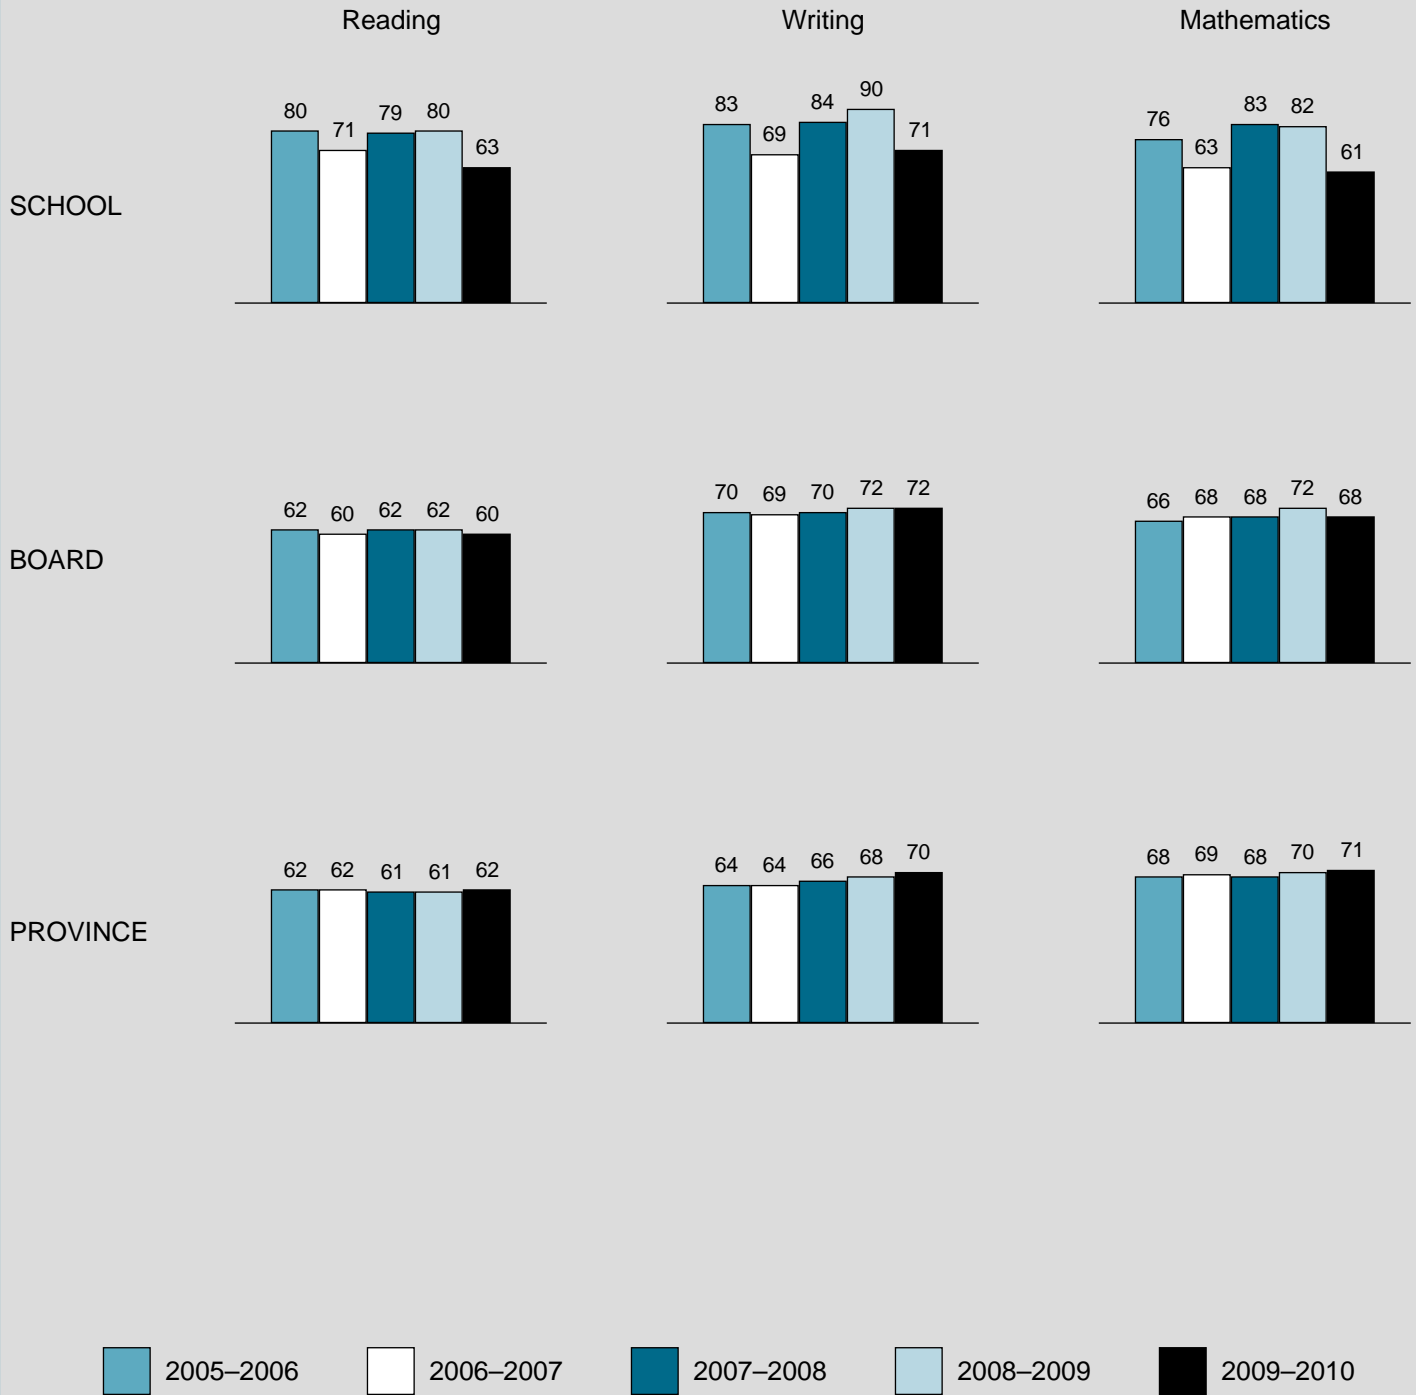 Reading Writing Mathematics
80 71 79 80 63 83 69 84 90 71 76 63 83 82 61
SCHOOL
62 60 62 62 60 70 69 70 72 72 66 68 68 72 68
BOARD
62 62 61 61 62 64 64 66 68 70 68 69 68 70 71
PROVINCE
2005–2006 2006–2007 2007–2008 2008–2009 2009–2010